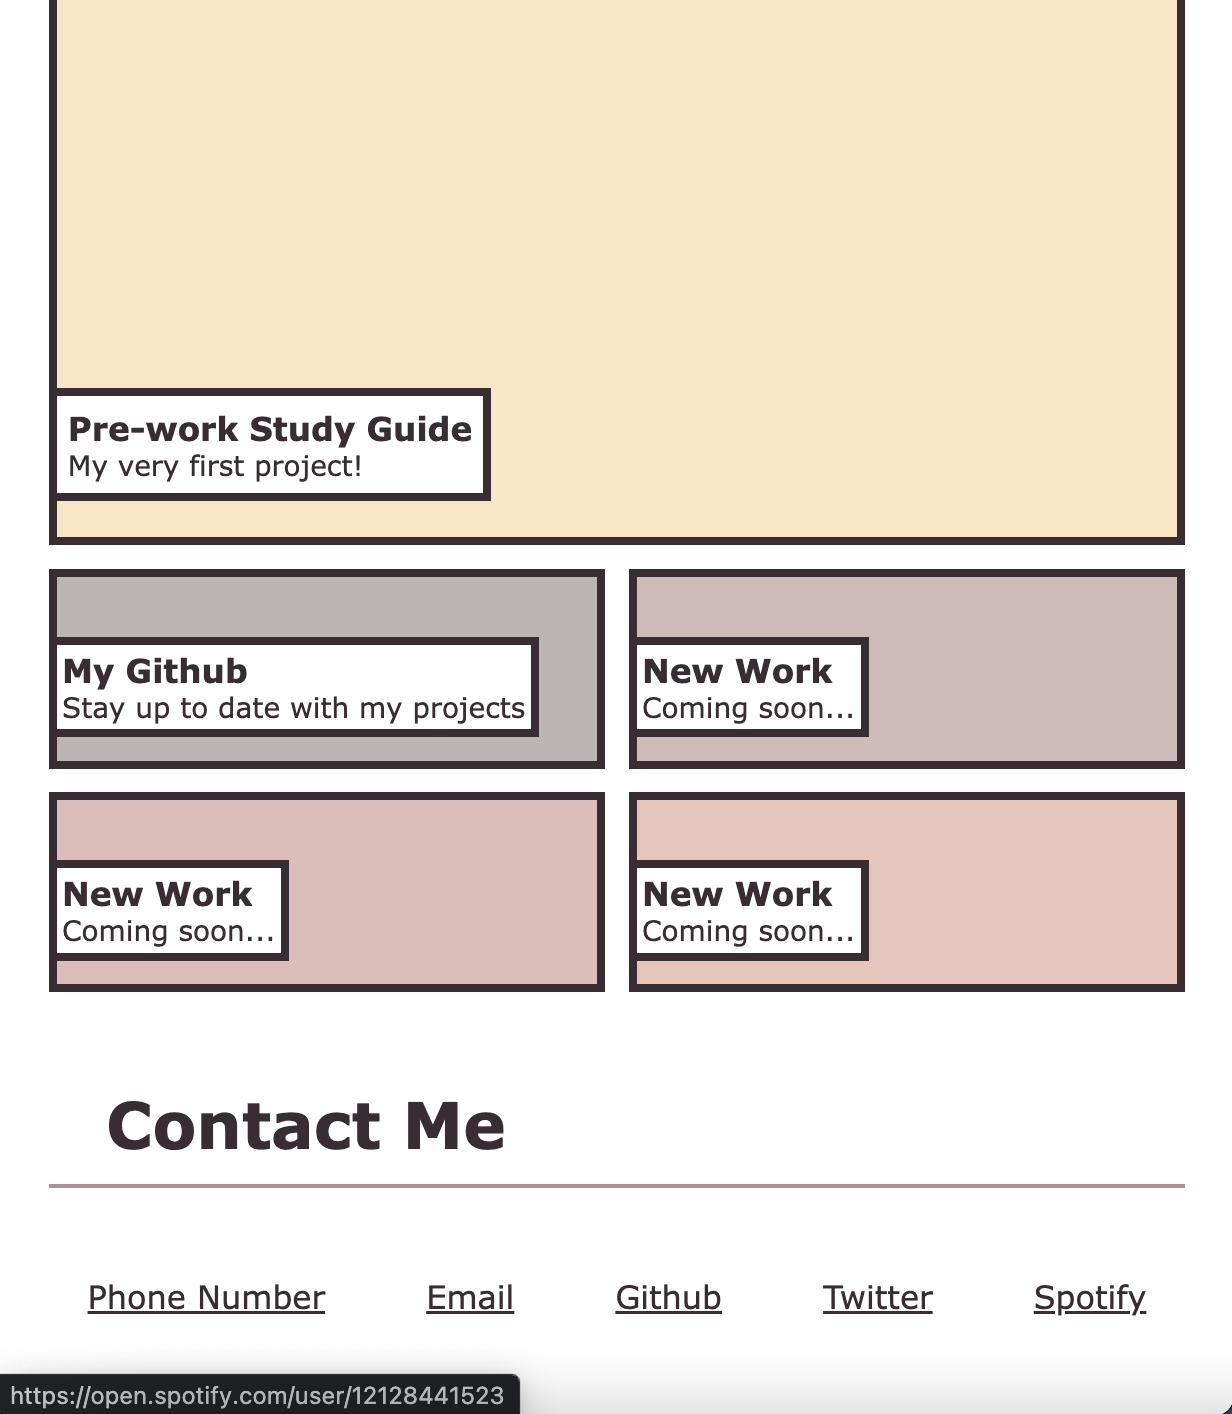 Pre-work Study Guide
My very first project!
My Github
Stay up to date with my projects
New Work
Coming soon...
New Work
Coming soon...
New Work
Coming soon...
Contact Me
Phone Number Email Github Twitter Spotify
https://open.spotify.com/user/12128441523